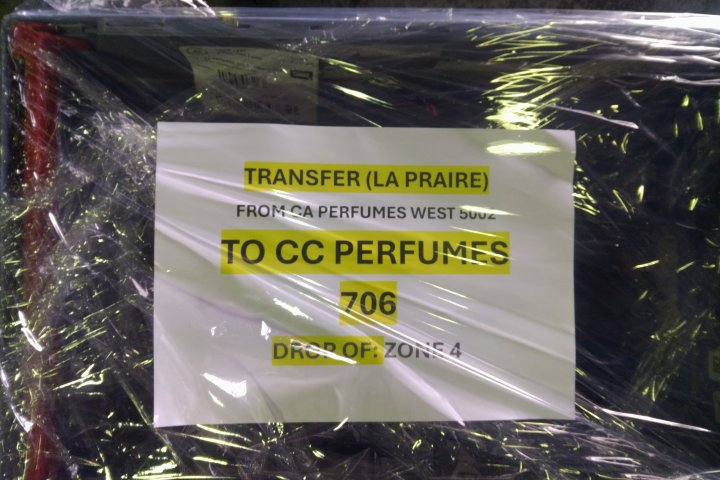 TRANSFER (LA PRAIRE)
FROM CA PERFUMES WEST 5002
TO CC PERFUMES
706
DROP OF: ZONE 4